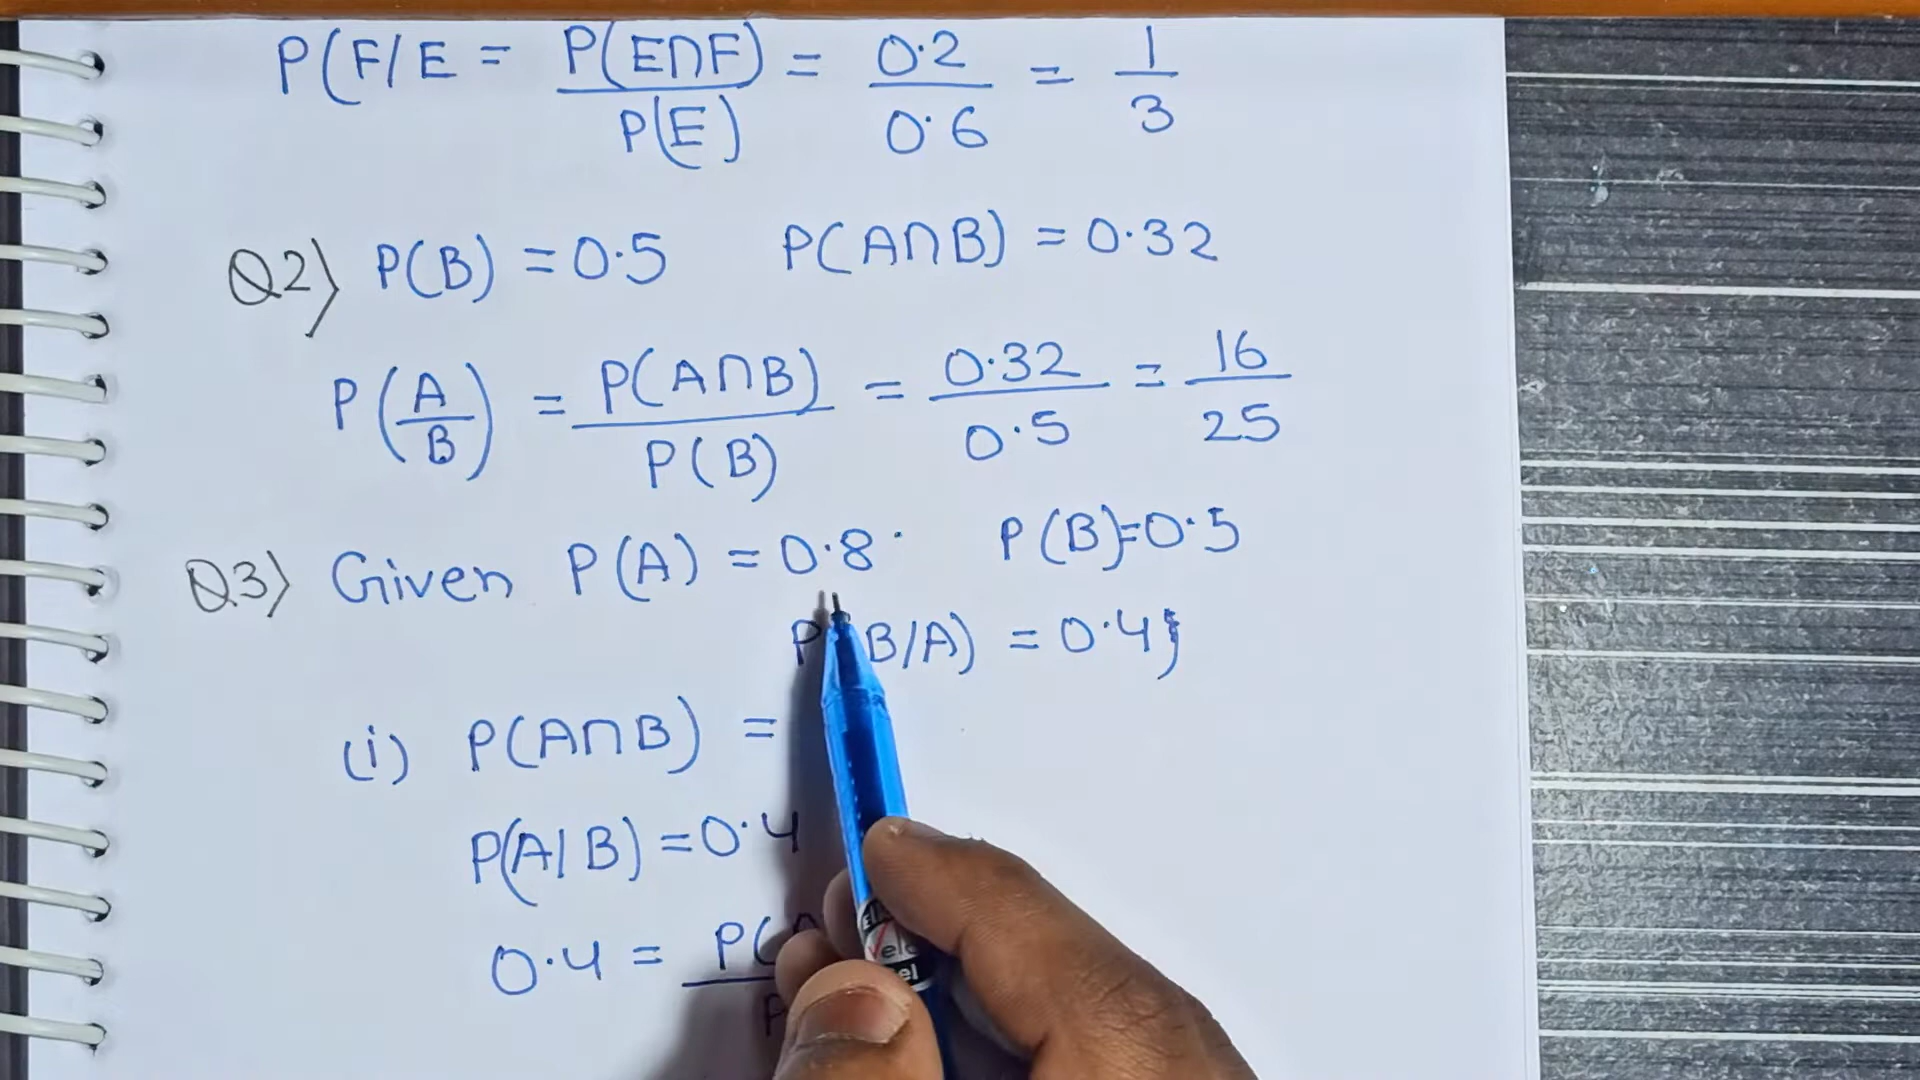 P(F/E = P(E∩F)/P(E) = 0.2/0.6 = 1/3
Q2) P(B) = 0.5 P(A∩B) = 0.32
P(A/B) = P(A∩B)/P(B) = 0.32/0.5 = 16/25
Q3) Given P(A) = 0.8 P(B)=0.5
P(B/A) = 0.4}
(i) P(A∩B) =
P(A|B) = 0.4
0.4 = P(